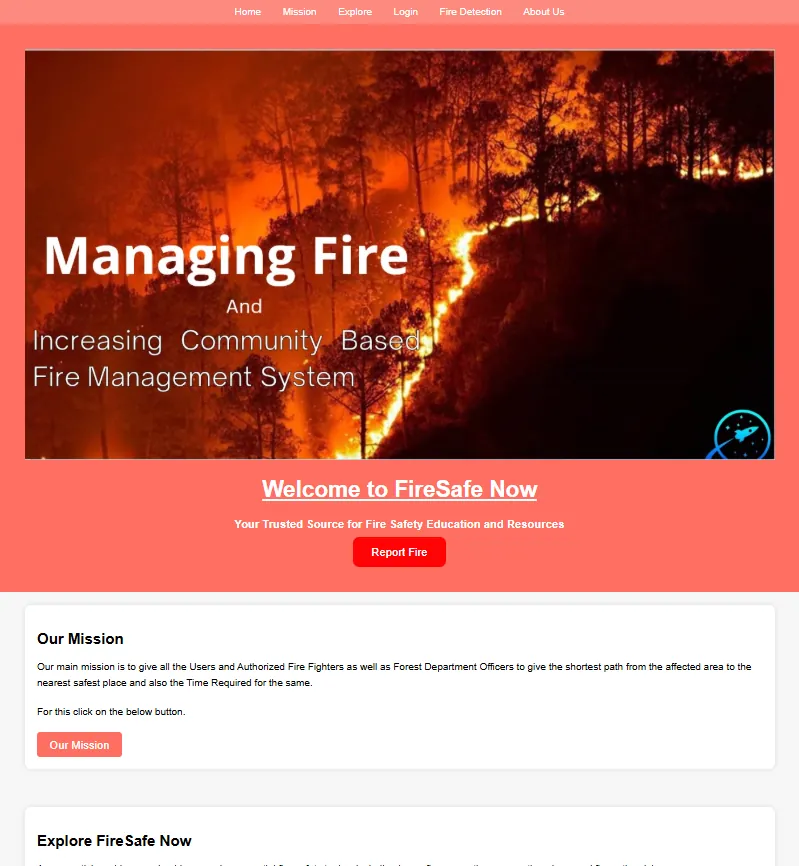 Home Mission Explore Login Fire Detection About Us
Managing Fire
And
Increasing Community Based
Fire Management System
Welcome to FireSafe Now
Your Trusted Source for Fire Safety Education and Resources
Report Fire
Our Mission
Our main mission is to give all the Users and Authorized Fire Fighters as well as Forest Department Officers to give the shortest path from the affected area to the
nearest safest place and also the Time Required for the same.
For this click on the below button.
Our Mission
Explore FireSafe Now